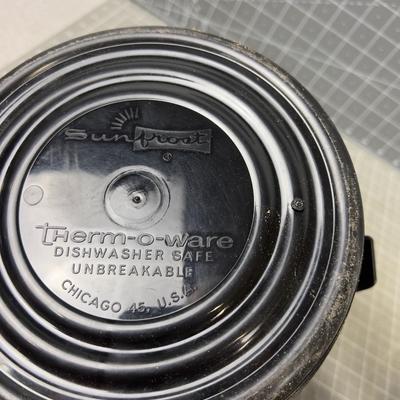 Sunfrost
®
therm-o-ware
DISHWASHER SAFE
UNBREAKABLE
CHICAGO 45, U.S.A.